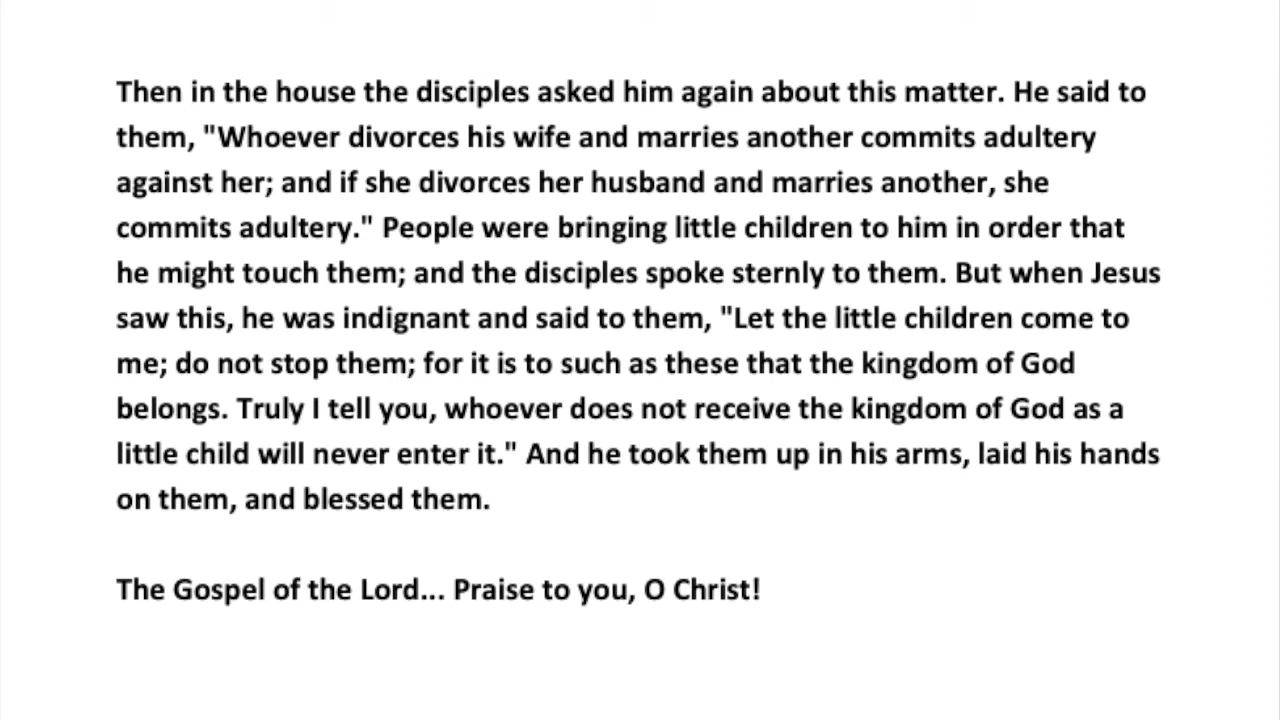 Then in the house the disciples asked him again about this matter. He said to
them, "Whoever divorces his wife and marries another commits adultery
against her; and if she divorces her husband and marries another, she
commits adultery." People were bringing little children to him in order that
he might touch them; and the disciples spoke sternly to them. But when Jesus
saw this, he was indignant and said to them, "Let the little children come to
me; do not stop them; for it is to such as these that the kingdom of God
belongs. Truly I tell you, whoever does not receive the kingdom of God as a
little child will never enter it." And he took them up in his arms, laid his hands
on them, and blessed them.
The Gospel of the Lord... Praise to you, O Christ!